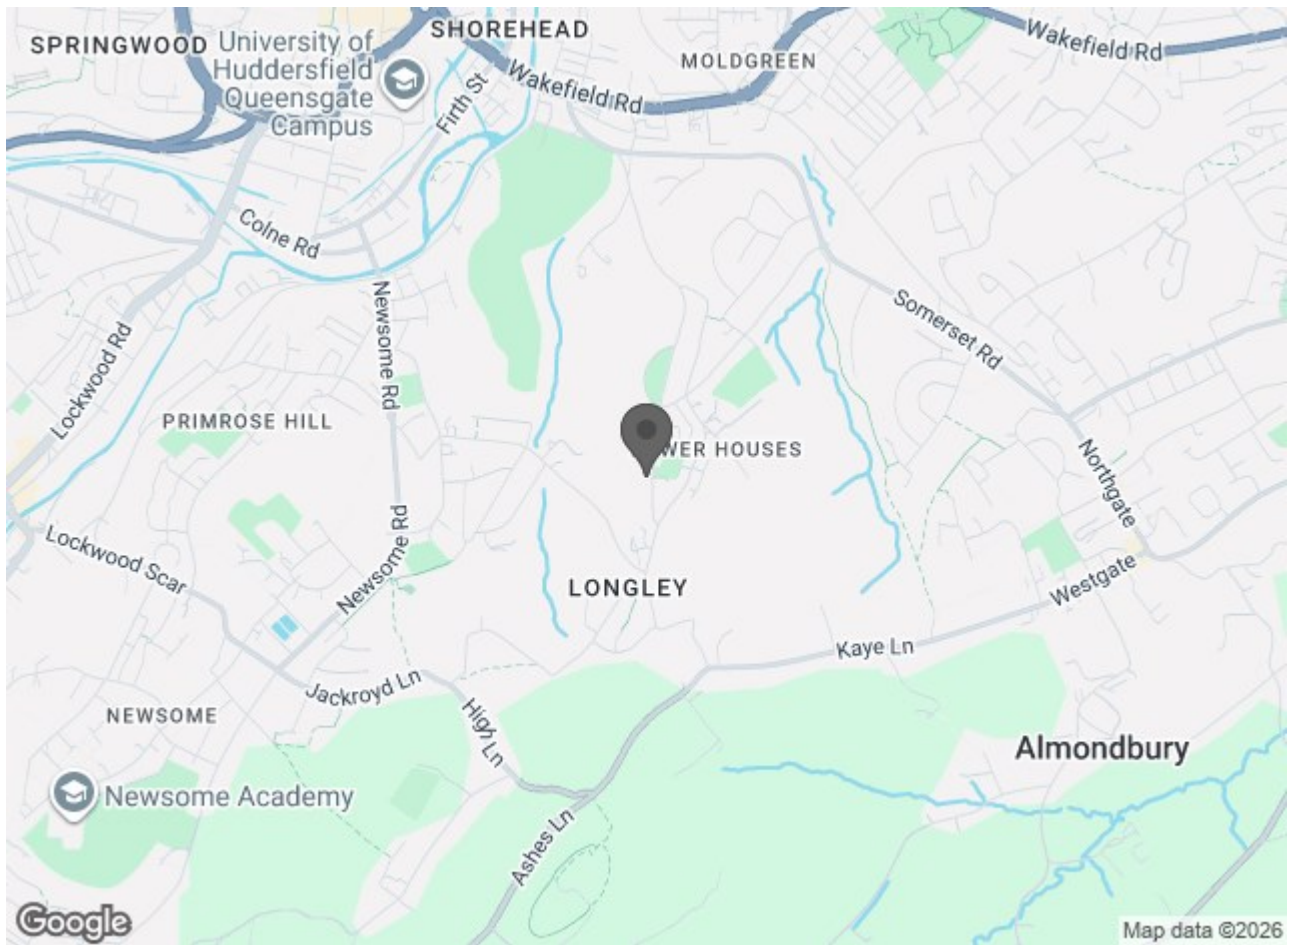 SPRINGWOOD
SHOREHEAD
University of
Huddersfield
Queensgate
Campus
Firth St
Wakefield Rd
MOLDGREEN
Wakefield Rd
Colne Rd
Newsome Rd
Lockwood Rd
Somerset Rd
PRIMROSE HILL
WER HOUSES
Northgate
Newsome Rd
Lockwood Scar
LONGLEY
Westgate
Kaye Ln
Jackroyd Ln
High Ln
NEWSOME
Almondbury
Newsome Academy
Ashes Ln
Google
Map data ©2026